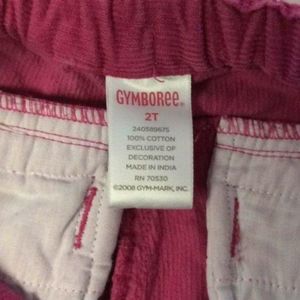 GYMBOREE
2T
240589675
100% COTTON
EXCLUSIVE OF
DECORATION
MADE IN INDIA
RN 70530
©2008 GYM-MARK, INC.